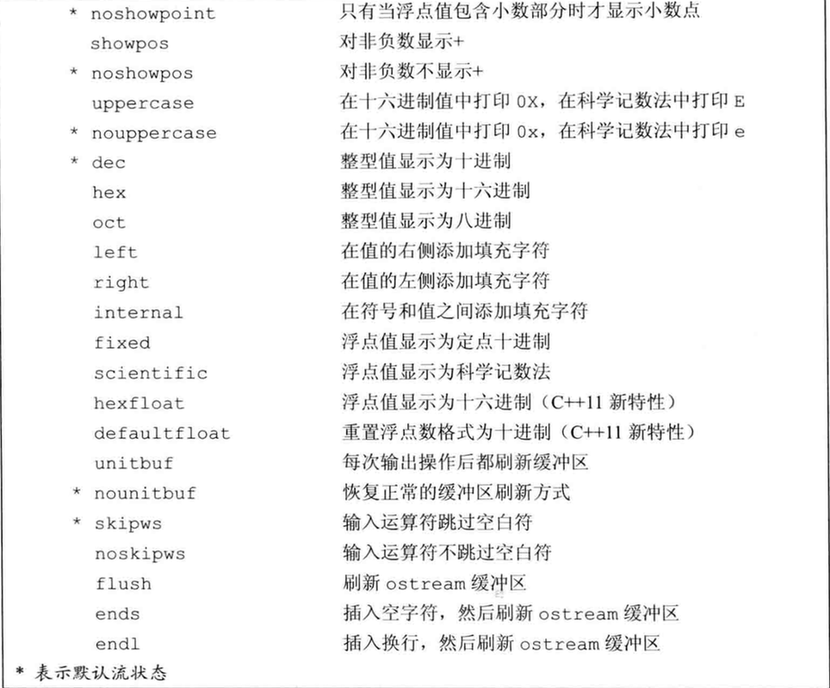 * noshowpoint 只有当浮点值包含小数部分时才显示小数点
showpos 对非负数显示+
* noshowpos 对非负数不显示+
uppercase 在十六进制值中打印 0X，在科学记数法中打印 E
* nouppercase 在十六进制值中打印 0x，在科学记数法中打印 e
* dec 整型值显示为十进制
hex 整型值显示为十六进制
oct 整型值显示为八进制
left 在值的右侧添加填充字符
right 在值的左侧添加填充字符
internal 在符号和值之间添加填充字符
fixed 浮点值显示为定点十进制
scientific 浮点值显示为科学记数法
hexfloat 浮点值显示为十六进制（C++11 新特性）
defaultfloat 重置浮点数格式为十进制（C++11 新特性）
unitbuf 每次输出操作后都刷新缓冲区
* nounitbuf 恢复正常的缓冲区刷新方式
* skipws 输入运算符跳过空白符
noskipws 输入运算符不跳过空白符
flush 刷新 ostream 缓冲区
ends 插入空字符，然后刷新 ostream 缓冲区
endl 插入换行，然后刷新 ostream 缓冲区
* 表示默认流状态